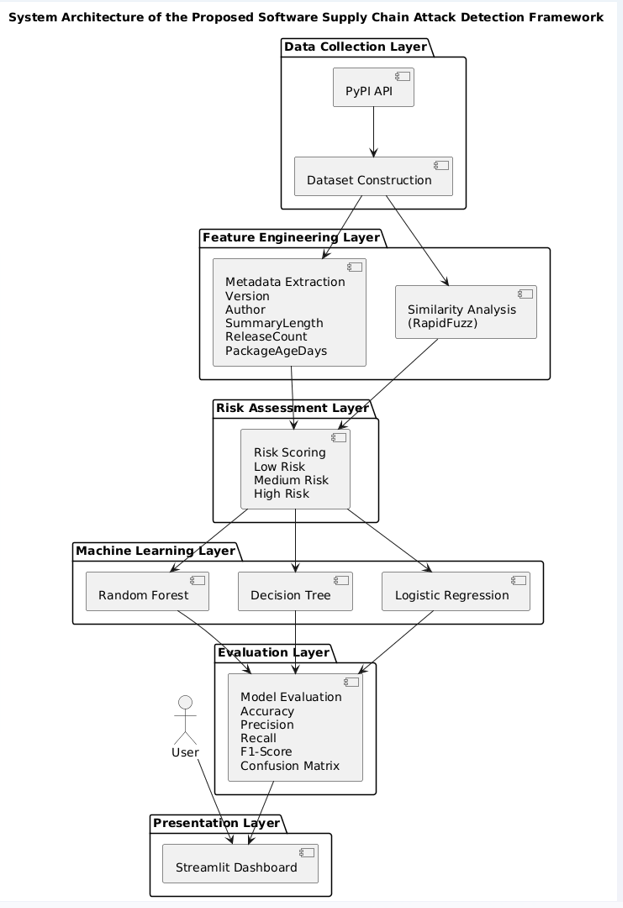 System Architecture of the Proposed Software Supply Chain Attack Detection Framework
Data Collection Layer
PyPI API
Dataset Construction
Feature Engineering Layer
Metadata Extraction
Version
Author
SummaryLength
ReleaseCount
PackageAgeDays
Similarity Analysis
(RapidFuzz)
Risk Assessment Layer
Risk Scoring
Low Risk
Medium Risk
High Risk
Machine Learning Layer
Random Forest
Decision Tree
Logistic Regression
Evaluation Layer
Model Evaluation
Accuracy
Precision
Recall
F1-Score
Confusion Matrix
User
Presentation Layer
Streamlit Dashboard